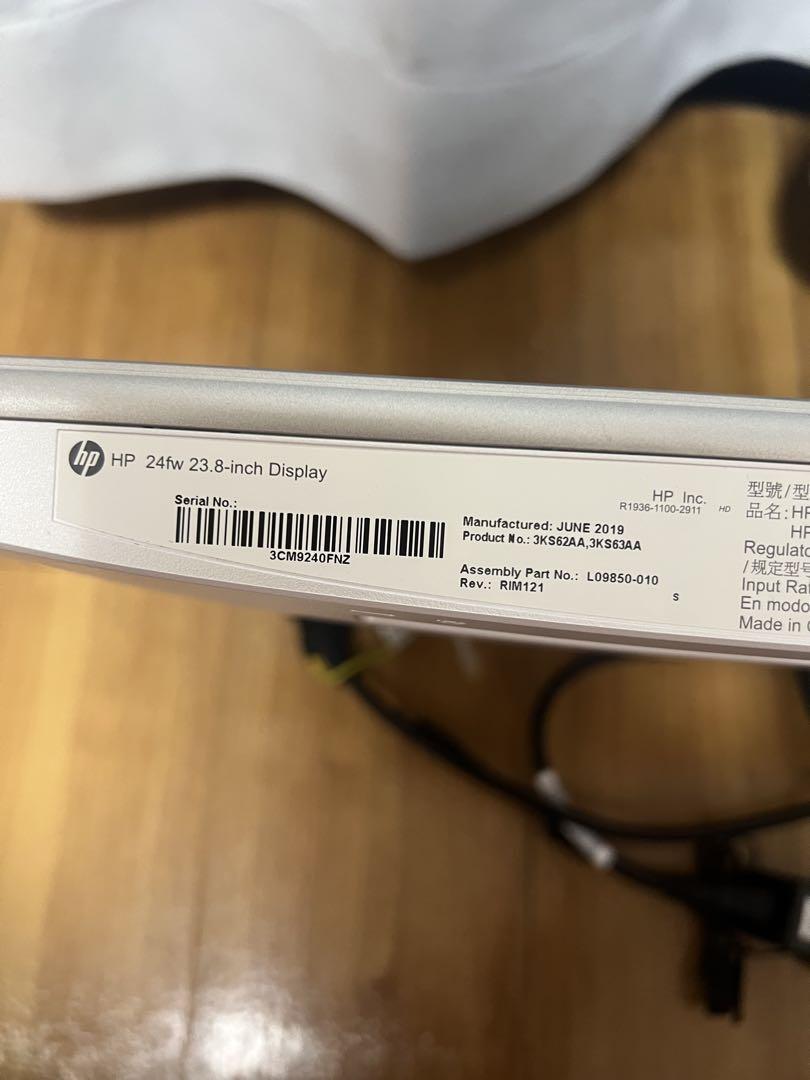 hp HP 24fw 23.8-inch Display
Serial No.:
3CM9240FNZ
HP Inc.
R1936-1100-2911 HD
Manufactured: JUNE 2019
Product No.: 3KS62AA,3KS63AA
Assembly Part No.: L09850-010
Rev.: RIM121
S
型號/型
品名:HP
HP
Regulato
/规定型号
Input Rat
En modo
Made in C